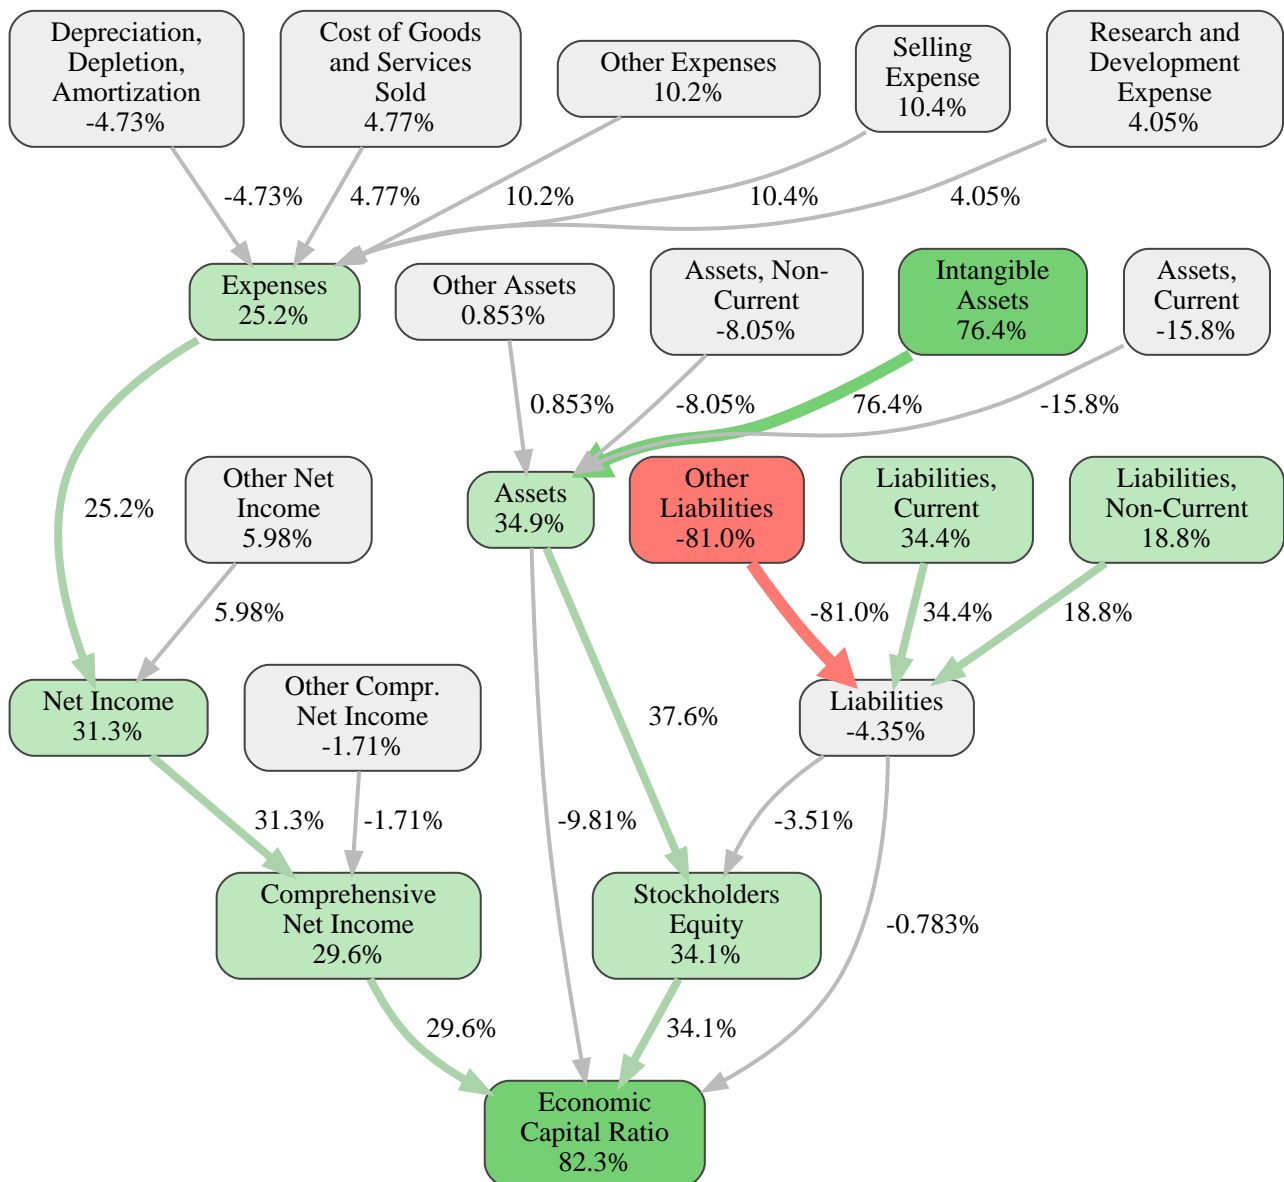 Depreciation,
Depletion,
Amortization
-4.73%
Cost of Goods
and Services
Sold
4.77%
Other Expenses
10.2%
Selling
Expense
10.4%
Research and
Development
Expense
4.05%
-4.73%
4.77%
10.2%
10.4%
4.05%
Expenses
25.2%
Other Assets
0.853%
Assets, Non-
Current
-8.05%
Intangible
Assets
76.4%
Assets,
Current
-15.8%
0.853%
-8.05%
76.4%
-15.8%
25.2%
Other Net
Income
5.98%
Assets
34.9%
Other
Liabilities
-81.0%
Liabilities,
Current
34.4%
Liabilities,
Non-Current
18.8%
5.98%
-81.0%
34.4%
18.8%
Net Income
31.3%
Other Compr.
Net Income
-1.71%
37.6%
Liabilities
-4.35%
31.3%
-1.71%
-9.81%
-3.51%
-0.783%
Comprehensive
Net Income
29.6%
Stockholders
Equity
34.1%
29.6%
34.1%
Economic
Capital Ratio
82.3%